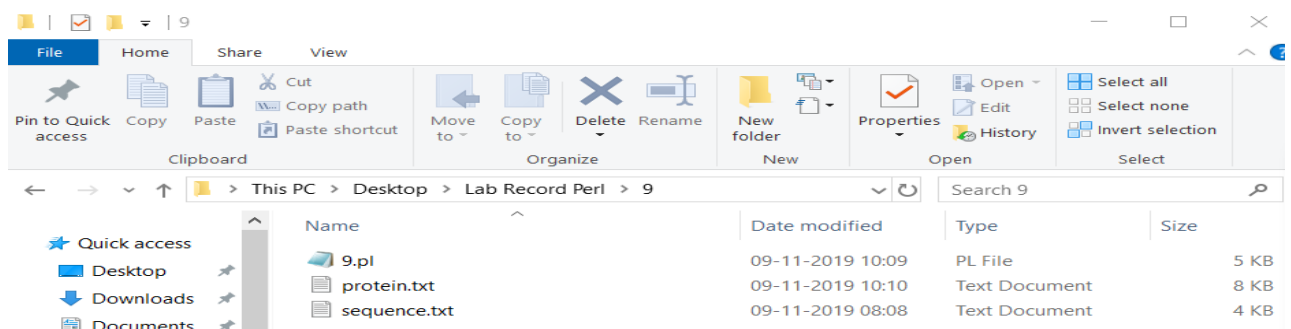 9
File Home Share View
Pin to Quick access
Copy
Paste
Cut
Copy path
Paste shortcut
Clipboard
Move to
Copy to
Delete
Rename
Organize
New folder
New
Properties
Open
Edit
History
Open
Select all
Select none
Invert selection
Select
This PC > Desktop > Lab Record Perl > 9
Search 9
Quick access
Desktop
Downloads
Documents
Name Date modified Type Size
9.pl 09-11-2019 10:09 PL File 5 KB
protein.txt 09-11-2019 10:10 Text Document 8 KB
sequence.txt 09-11-2019 08:08 Text Document 4 KB